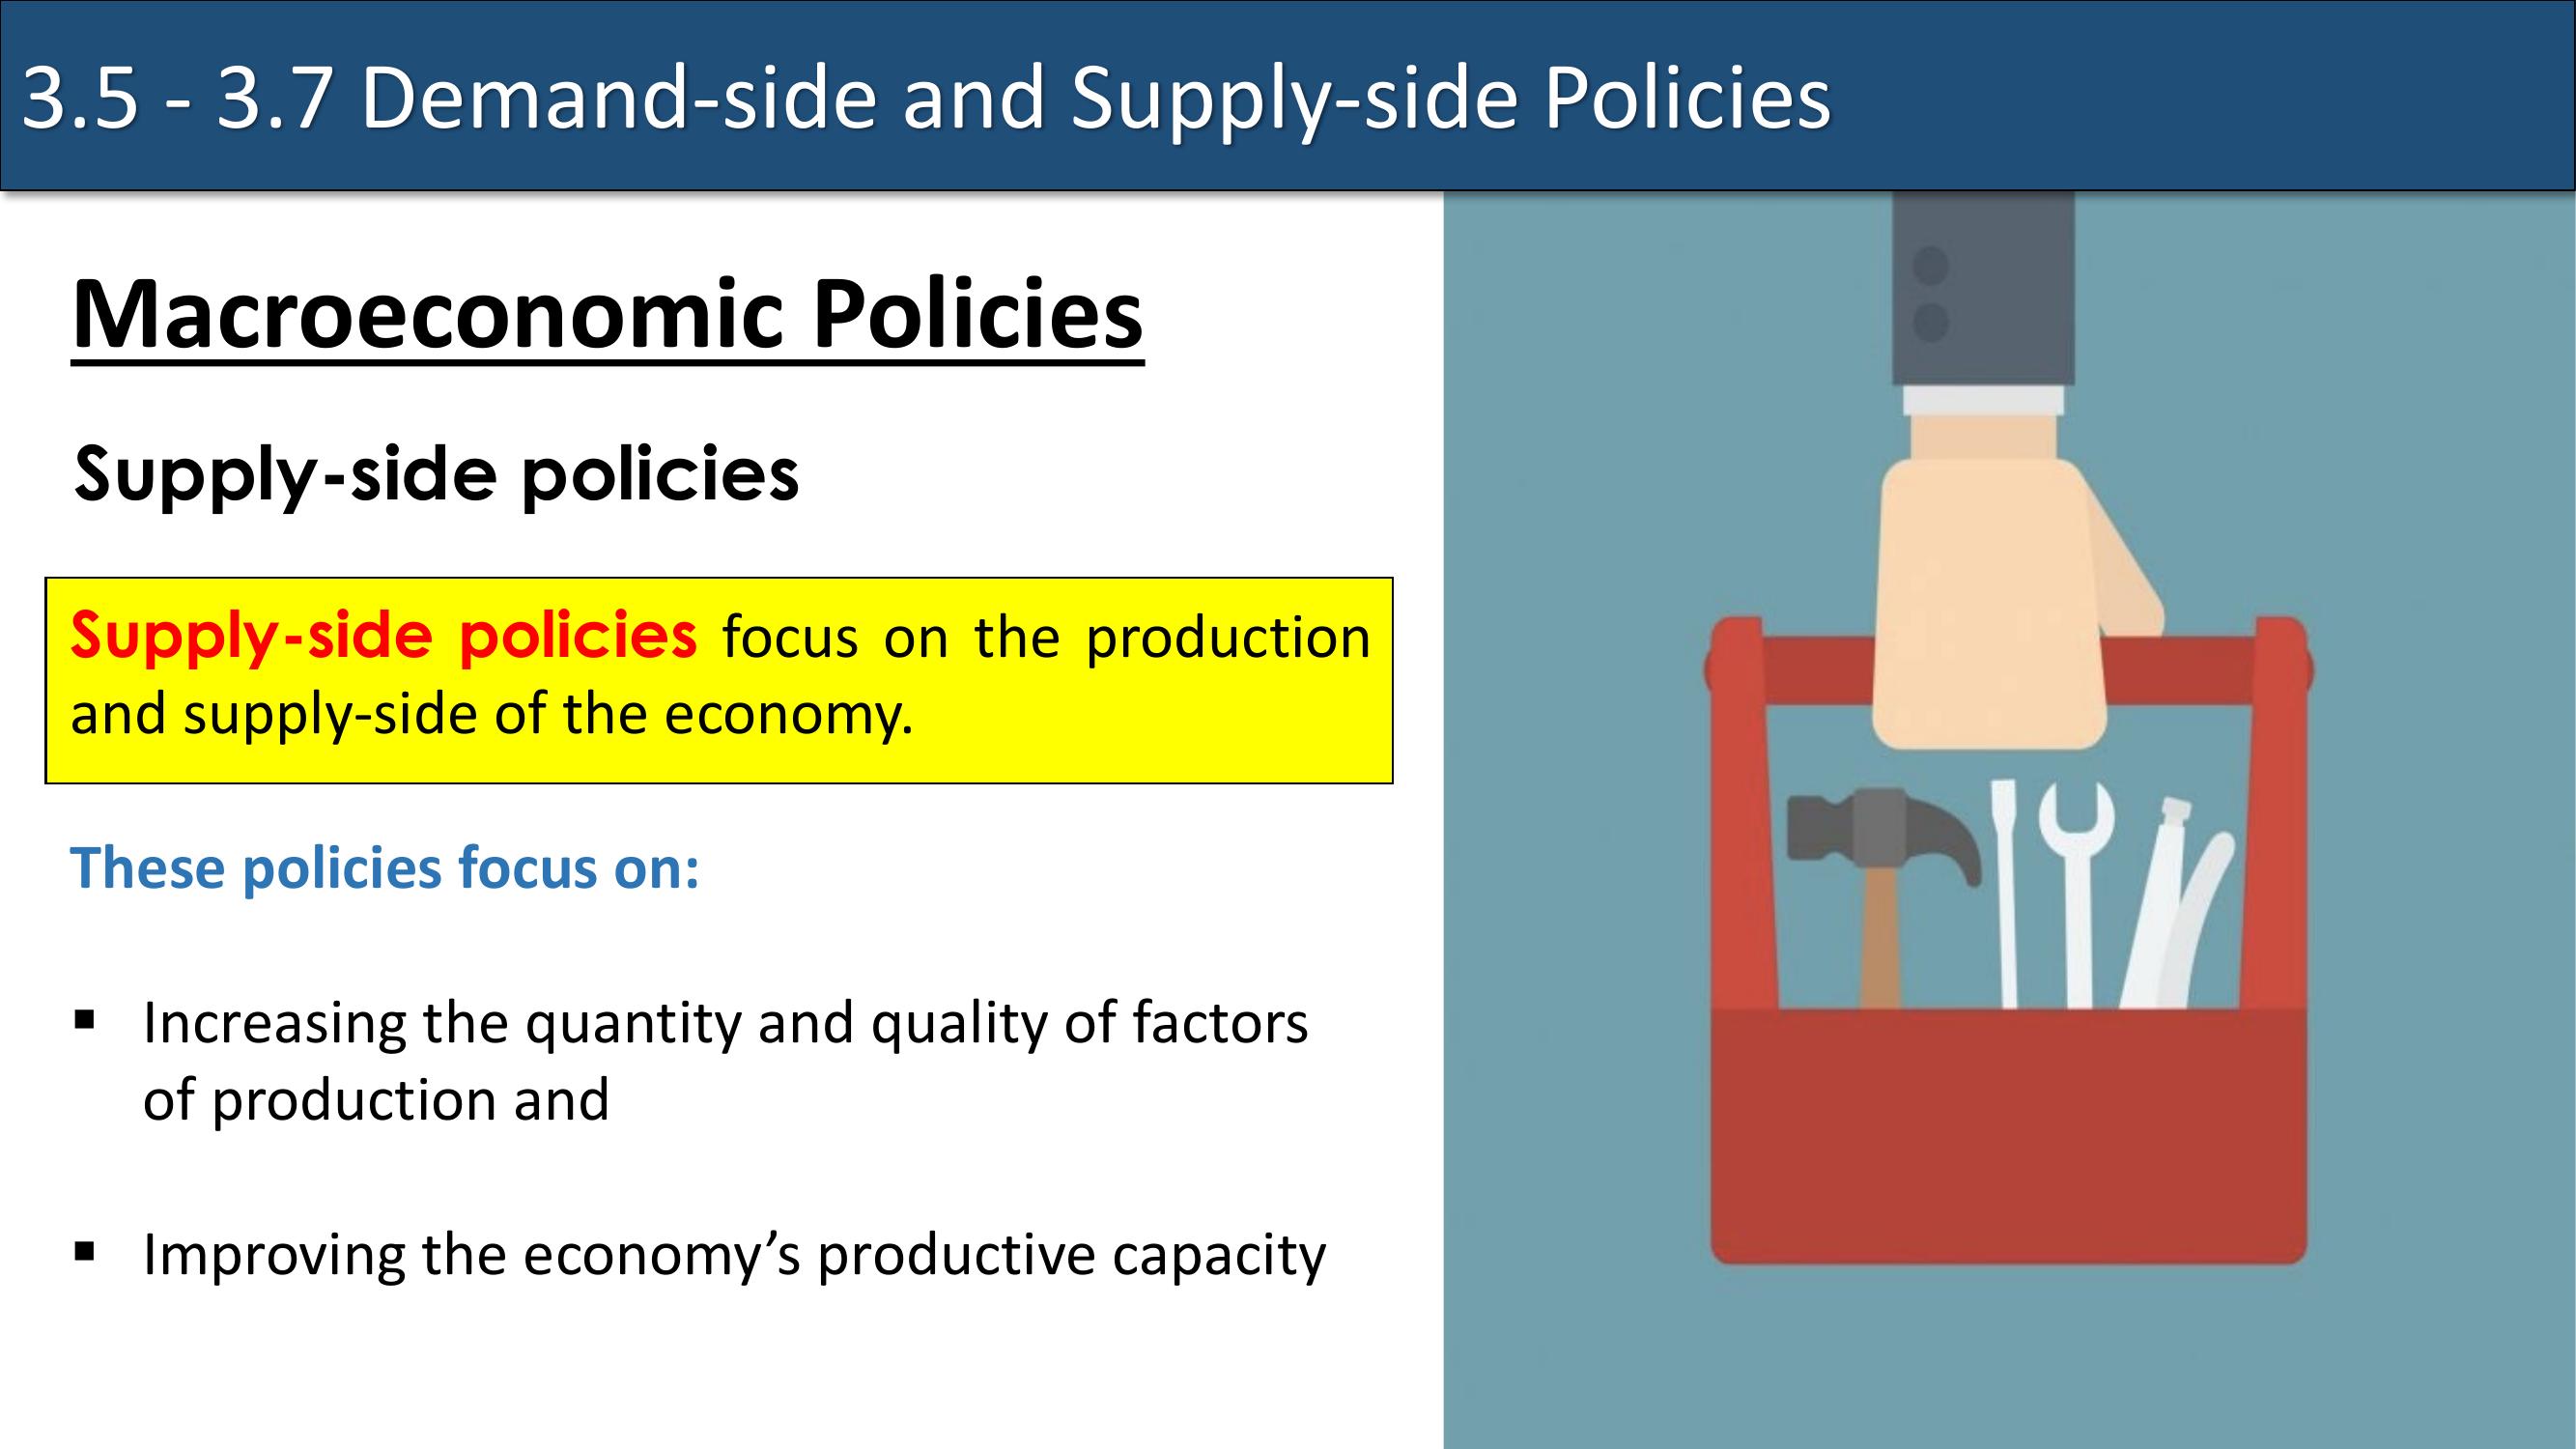 3.5 - 3.7 Demand-side and Supply-side Policies
Macroeconomic Policies
Supply-side policies
Supply-side policies focus on the production
and supply-side of the economy.
These policies focus on:
▪ Increasing the quantity and quality of factors
of production and
▪ Improving the economy’s productive capacity